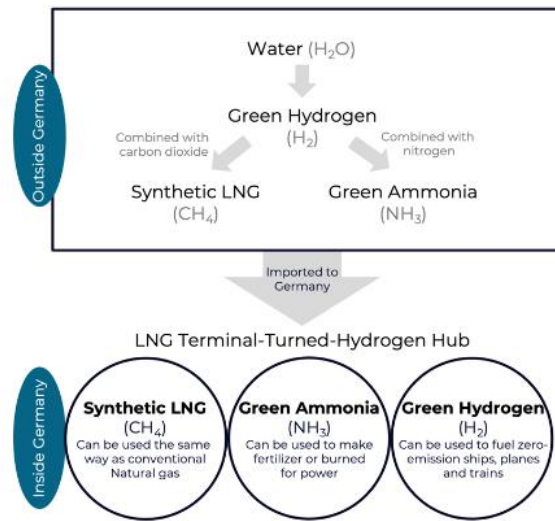 Outside Germany
Water (H₂O)
Green Hydrogen
(H₂)
Combined with
carbon dioxide
Combined with
nitrogen
Synthetic LNG
(CH₄)
Green Ammonia
(NH₃)
Imported to
Germany
LNG Terminal-Turned-Hydrogen Hub
Inside Germany
Synthetic LNG
(CH₄)
Can be used the same
way as conventional
Natural gas
Green Ammonia
(NH₃)
Can be used to make
fertilizer or burned
for power
Green Hydrogen
(H₂)
Can be used to fuel zero-
emission ships, planes
and trains